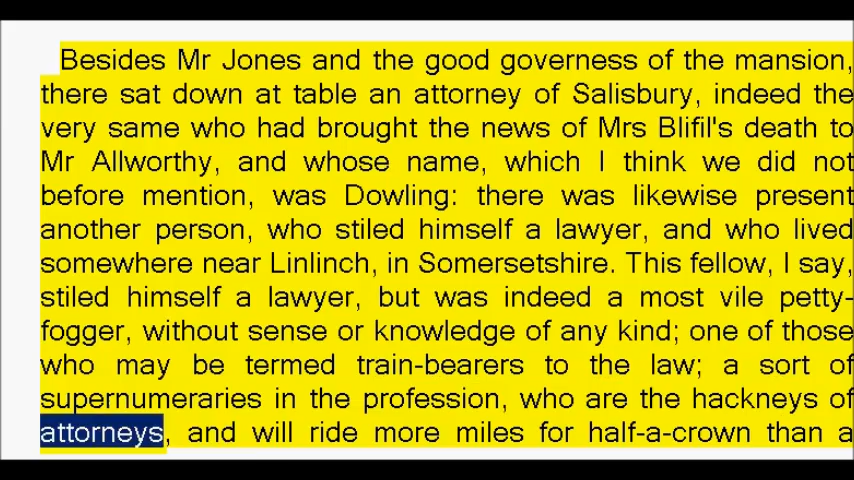 Besides Mr Jones and the good governess of the mansion,
there sat down at table an attorney of Salisbury, indeed the
very same who had brought the news of Mrs Blifil's death to
Mr Allworthy, and whose name, which I think we did not
before mention, was Dowling: there was likewise present
another person, who stiled himself a lawyer, and who lived
somewhere near Linlinch, in Somersetshire. This fellow, I say,
stiled himself a lawyer, but was indeed a most vile petty-
fogger, without sense or knowledge of any kind; one of those
who may be termed train-bearers to the law; a sort of
supernumeraries in the profession, who are the hackneys of
attorneys, and will ride more miles for half-a-crown than a